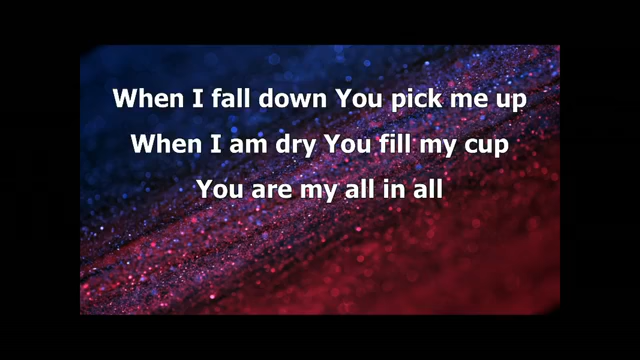 When I fall down You pick me up
When I am dry You fill my cup
You are my all in all